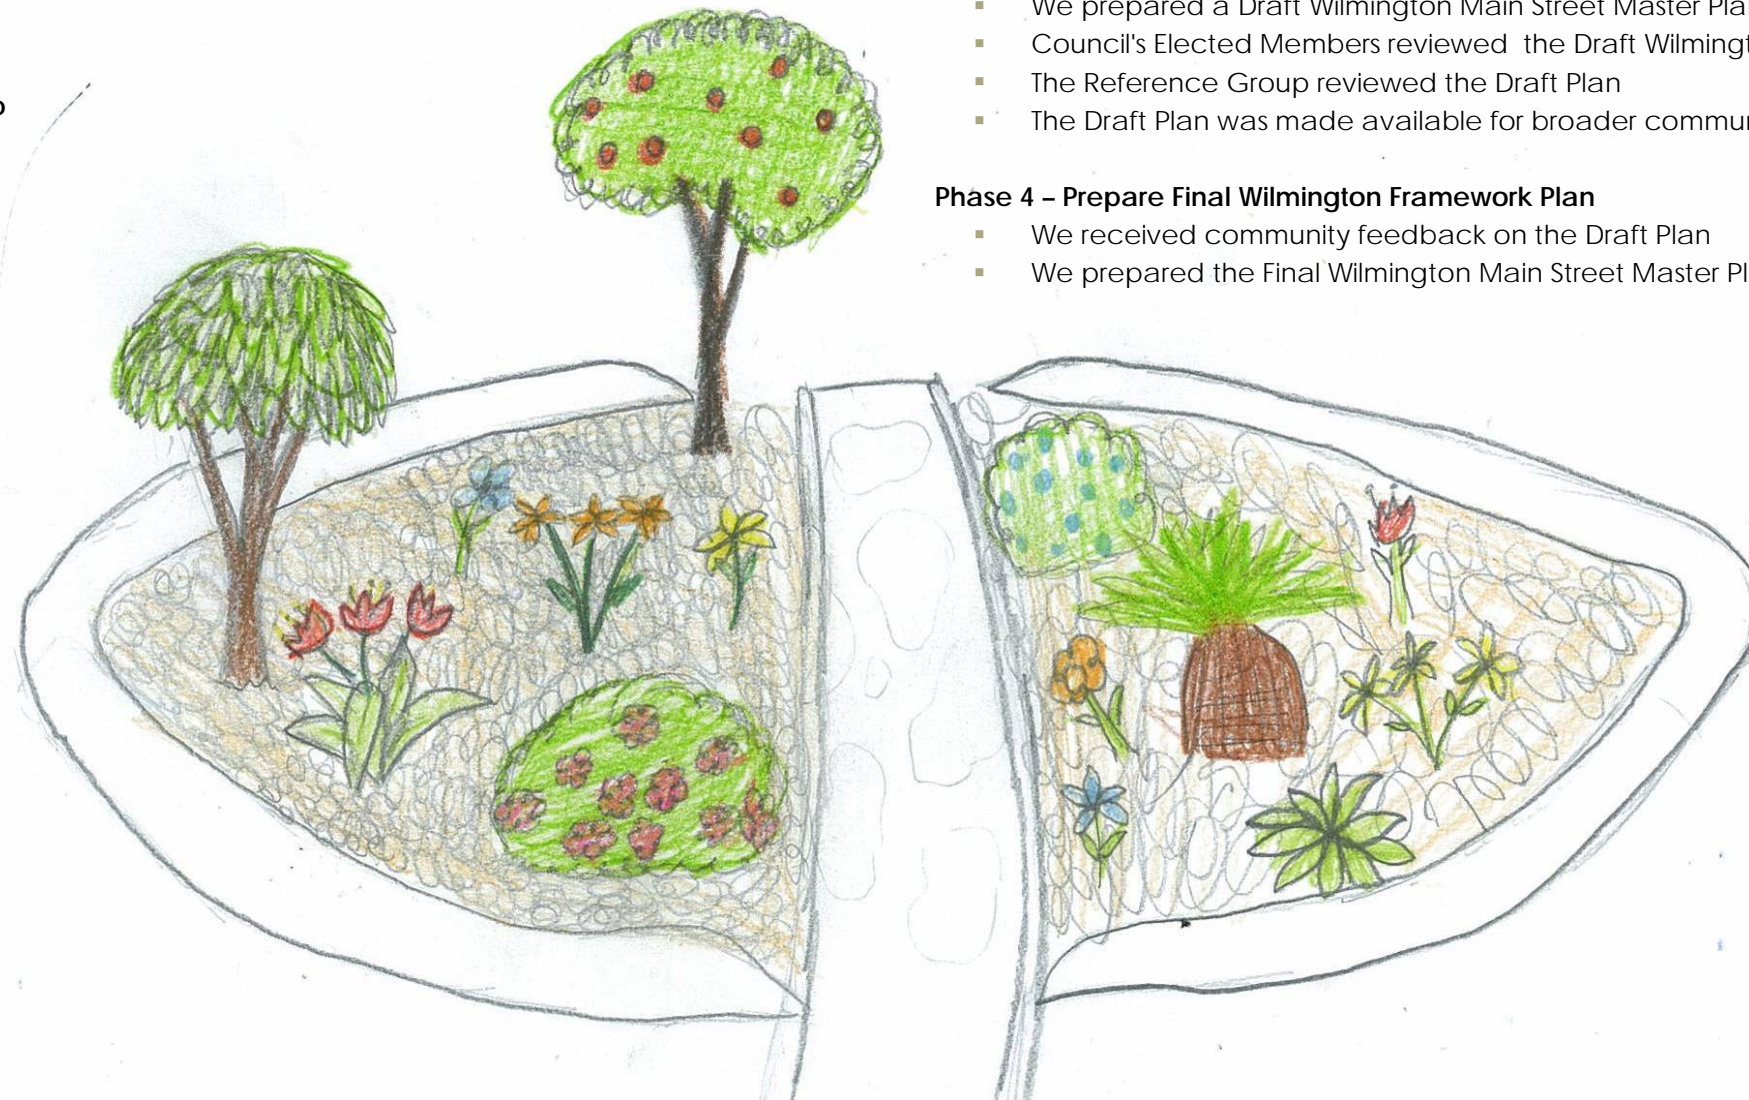 ▪ We prepared a Draft Wilmington Main Street Master Plan
▪ Council's Elected Members reviewed the Draft
▪ The Reference Group reviewed the Draft Plan
▪ The Draft Plan was made available for broader
Phase 4 – Prepare Final Wilmington Framework Plan
▪ We received community feedback on the Draft Plan
▪ We prepared the Final Wilmington Main Street Master